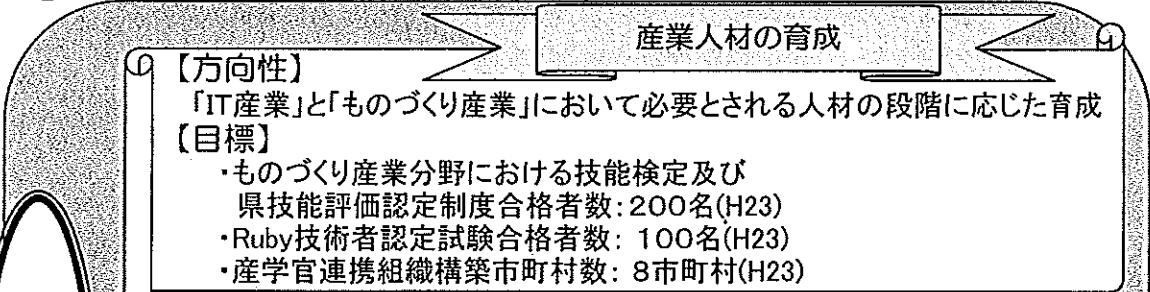 産業人材の育成
【方向性】
「IT産業」と「ものづくり産業」において必要とされる人材の段階に応じた育成
【目標】
・ものづくり産業分野における技能検定及び
県技能評価認定制度合格者数:200名(H23)
・Ruby技術者認定試験合格者数: 100名(H23)
・産学官連携組織構築市町村数: 8市町村(H23)